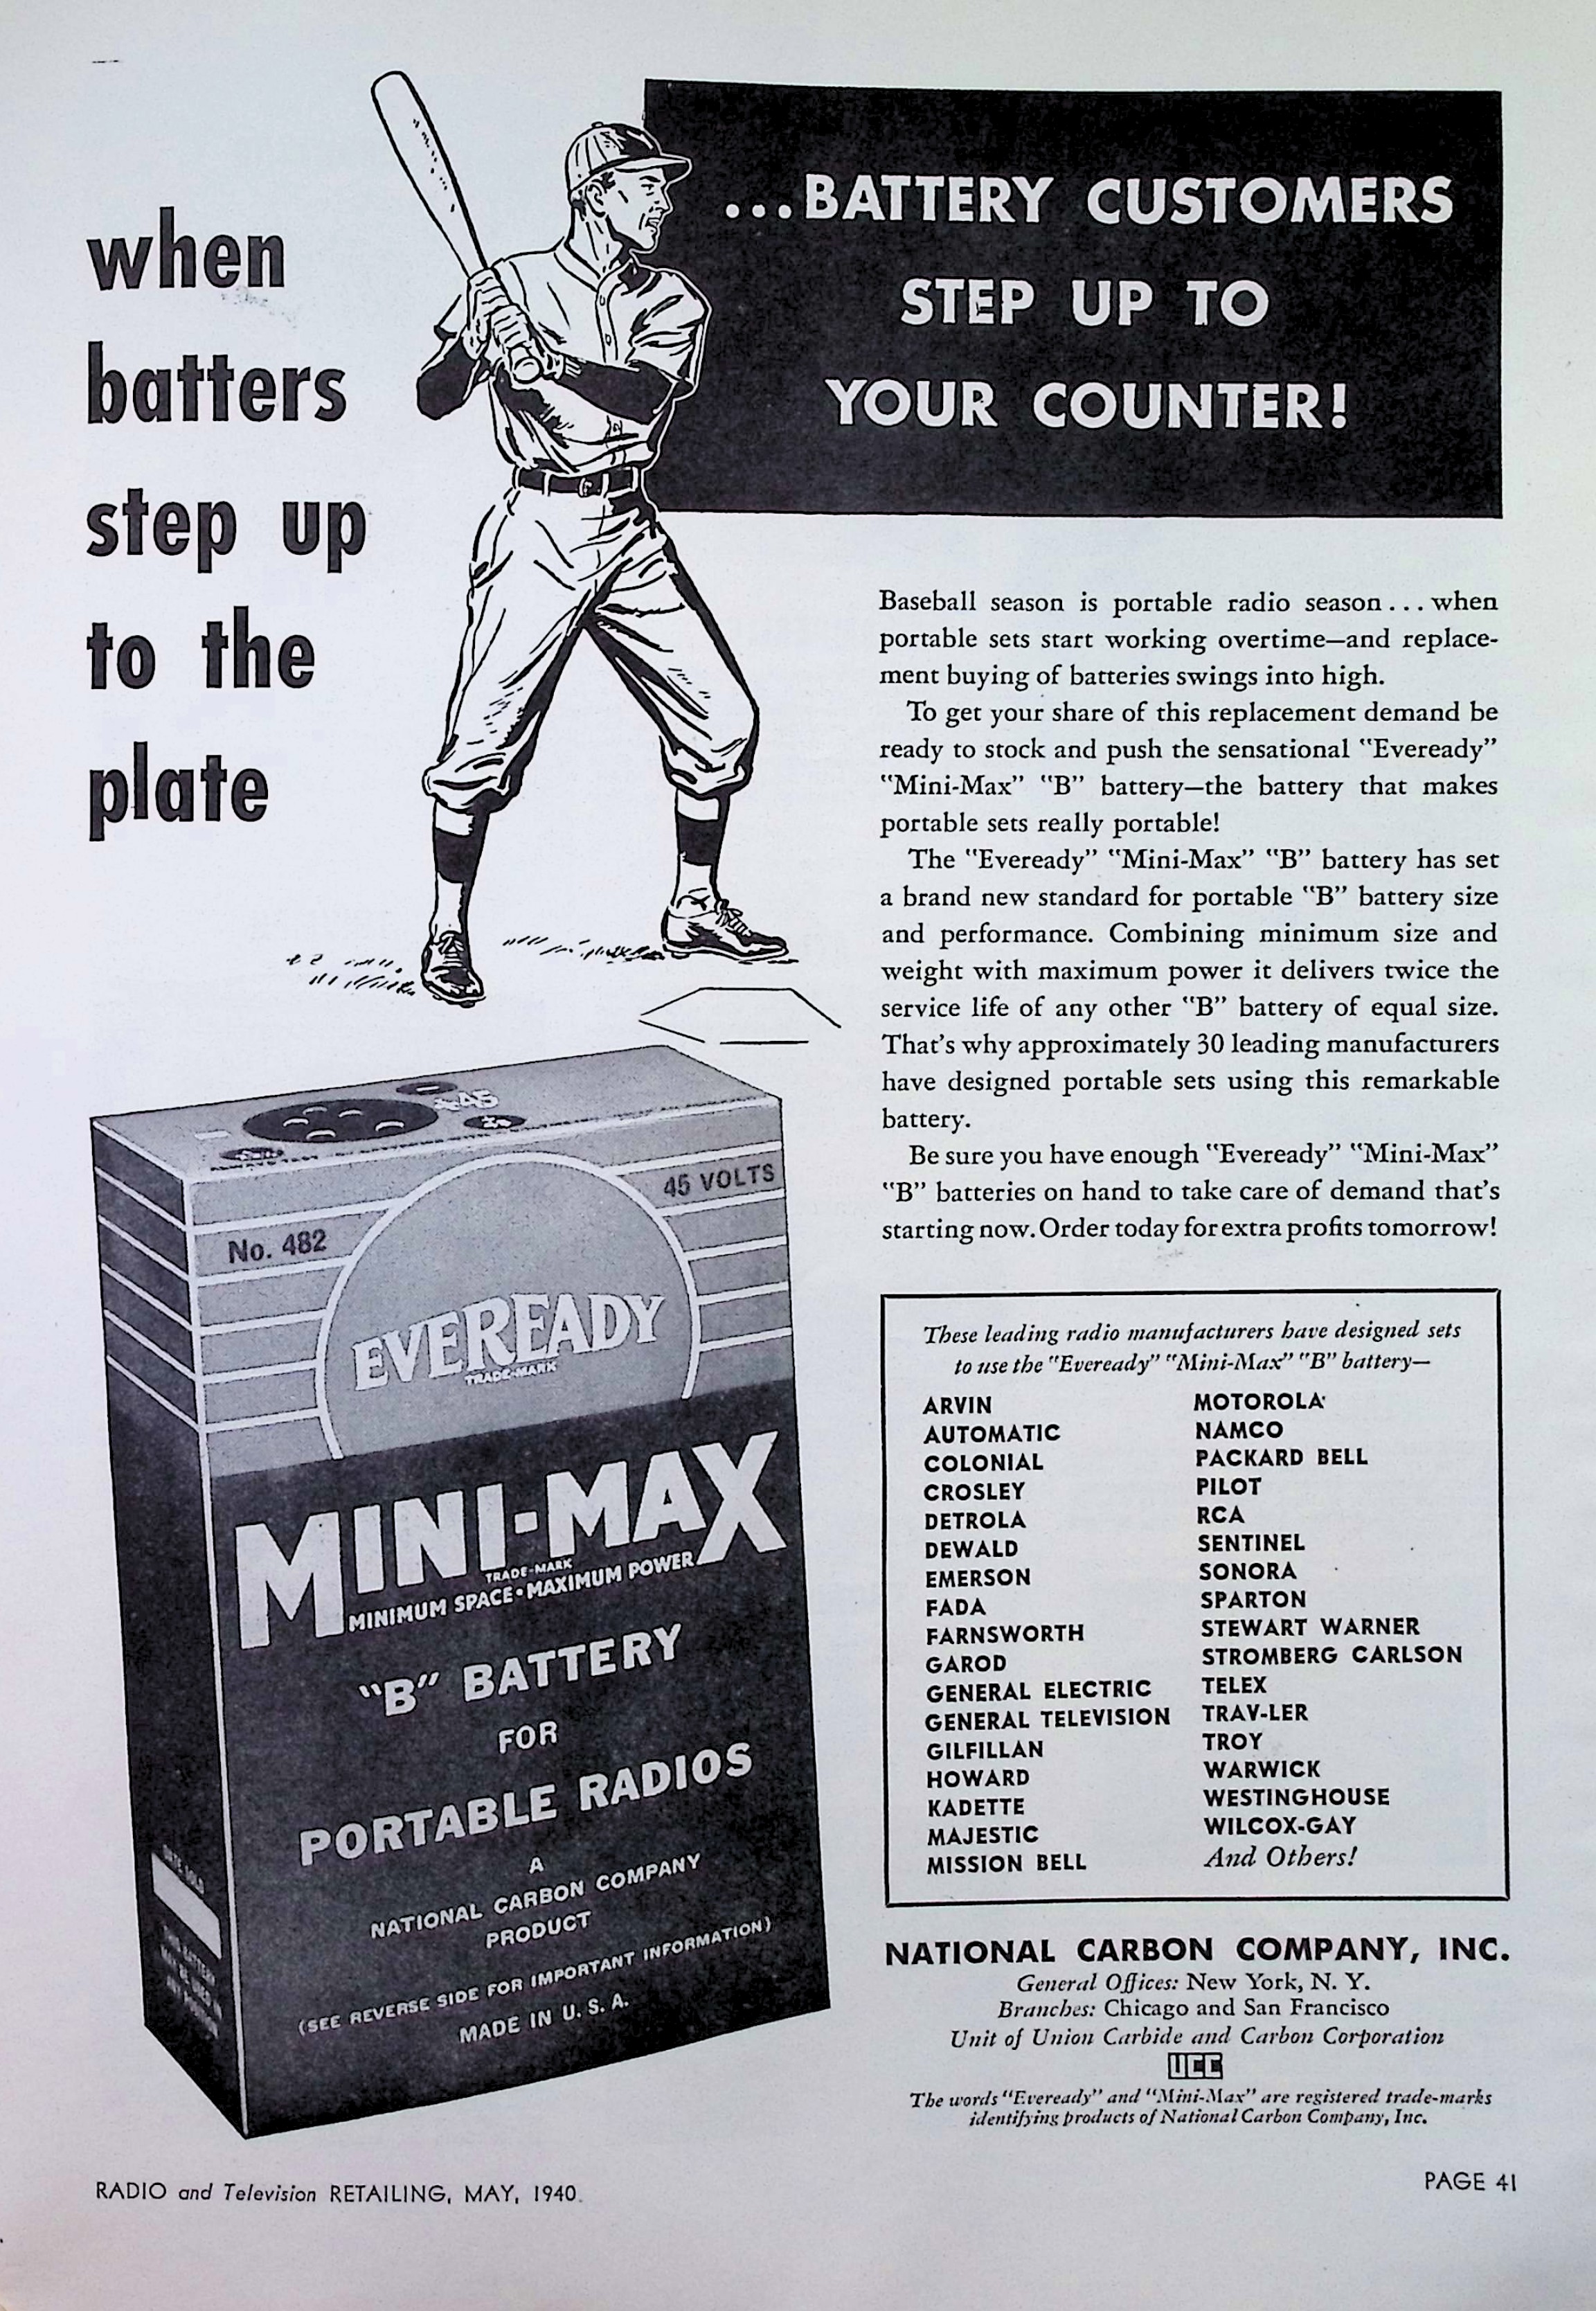 when
batters
step up
to the
plate
...BATTERY CUSTOMERS
STEP UP TO
YOUR COUNTER!
Baseball season is portable radio season...when
portable sets start working overtime—and replace-
ment buying of batteries swings into high.
To get your share of this replacement demand be
ready to stock and push the sensational "Eveready"
"Mini-Max" "B" battery—the battery that makes
portable sets really portable!
The "Eveready" "Mini-Max" "B" battery has set
a brand new standard for portable "B" battery size
and performance. Combining minimum size and
weight with maximum power it delivers twice the
service life of any other "B" battery of equal size.
That's why approximately 30 leading manufacturers
have designed portable sets using this remarkable
battery.
Be sure you have enough "Eveready" "Mini-Max"
"B" batteries on hand to take care of demand that's
starting now. Order today for extra profits tomorrow!
+45
45 VOLTS
No. 482
EVEREADY
TRADE-MARK
MINI-MAX
TRADE-MARK
MINIMUM SPACE • MAXIMUM POWER
"B" BATTERY
FOR
PORTABLE RADIOS
A
NATIONAL CARBON COMPANY
PRODUCT
(SEE REVERSE SIDE FOR IMPORTANT INFORMATION)
MADE IN U. S. A.
These leading radio manufacturers have designed sets
to use the "Eveready" "Mini-Max" "B" battery—
ARVIN
AUTOMATIC
COLONIAL
CROSLEY
DETROLA
DEWALD
EMERSON
FADA
FARNSWORTH
GAROD
GENERAL ELECTRIC
GENERAL TELEVISION
GILFILLAN
HOWARD
KADETTE
MAJESTIC
MISSION BELL
MOTOROLA
NAMCO
PACKARD BELL
PILOT
RCA
SENTINEL
SONORA
SPARTON
STEWART WARNER
STROMBERG CARLSON
TELEX
TRAV-LER
TROY
WARWICK
WESTINGHOUSE
WILCOX-GAY
And Others!
NATIONAL CARBON COMPANY, INC.
General Offices: New York, N. Y.
Branches: Chicago and San Francisco
Unit of Union Carbide and Carbon Corporation
UCC
The words "Eveready" and "Mini-Max" are registered trade-marks
identifying products of National Carbon Company, Inc.
RADIO and Television RETAILING, MAY, 1940
PAGE 41